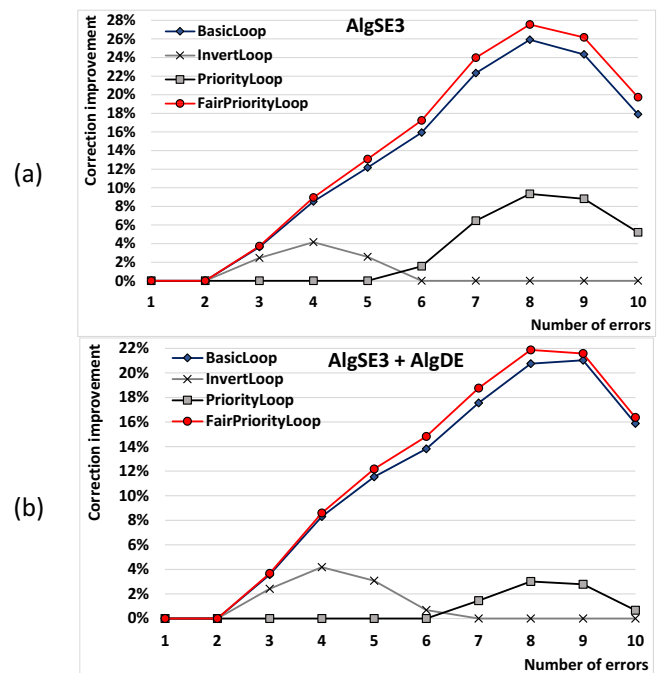 (a)
AlgSE3
Correction improvement
28%
26%
24%
22%
20%
18%
16%
14%
12%
10%
8%
6%
4%
2%
0%
BasicLoop
InvertLoop
PriorityLoop
FairPriorityLoop
1 2 3 4 5 6 7 8 9 10
Number of errors
(b)
AlgSE3 + AlgDE
Correction improvement
22%
20%
18%
16%
14%
12%
10%
8%
6%
4%
2%
0%
BasicLoop
InvertLoop
PriorityLoop
FairPriorityLoop
1 2 3 4 5 6 7 8 9 10
Number of errors